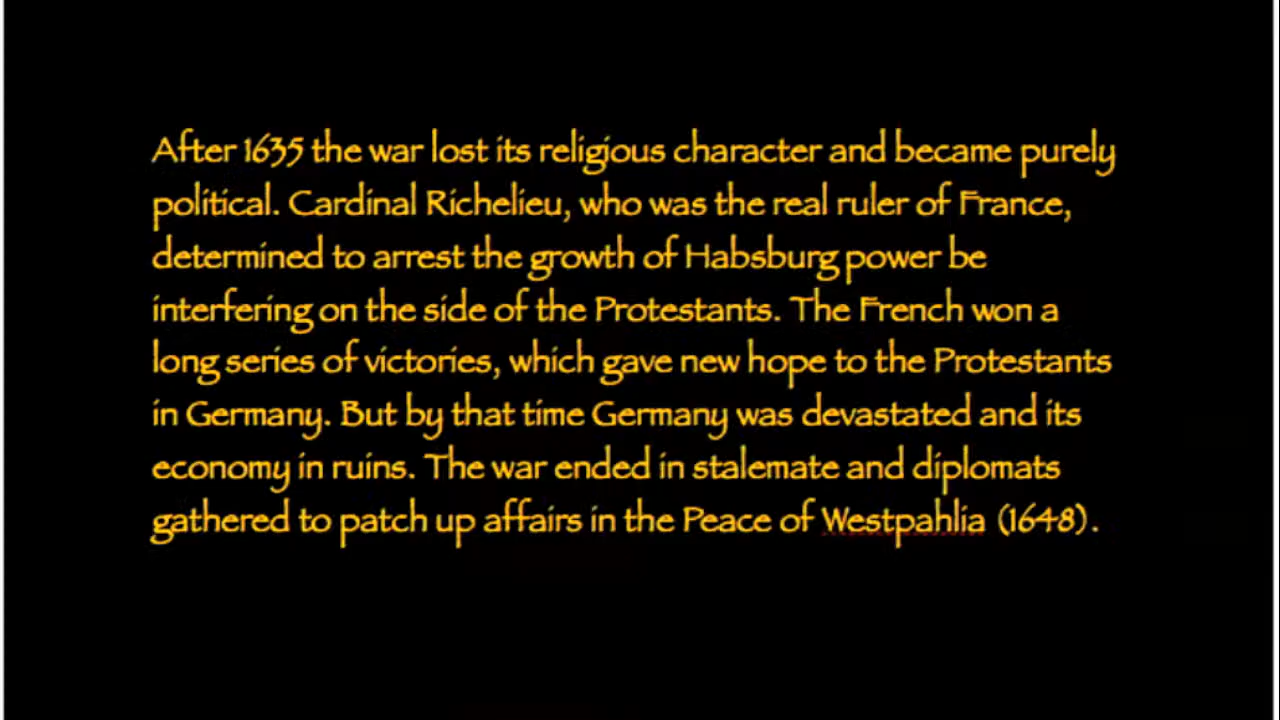 After 1635 the war lost its religious character and became purely
political. Cardinal Richelieu, who was the real ruler of France,
determined to arrest the growth of Habsburg power be
interfering on the side of the Protestants. The French won a
long series of victories, which gave new hope to the Protestants
in Germany. But by that time Germany was devastated and its
economy in ruins. The war ended in stalemate and diplomats
gathered to patch up affairs in the Peace of Westpahlia (1648).